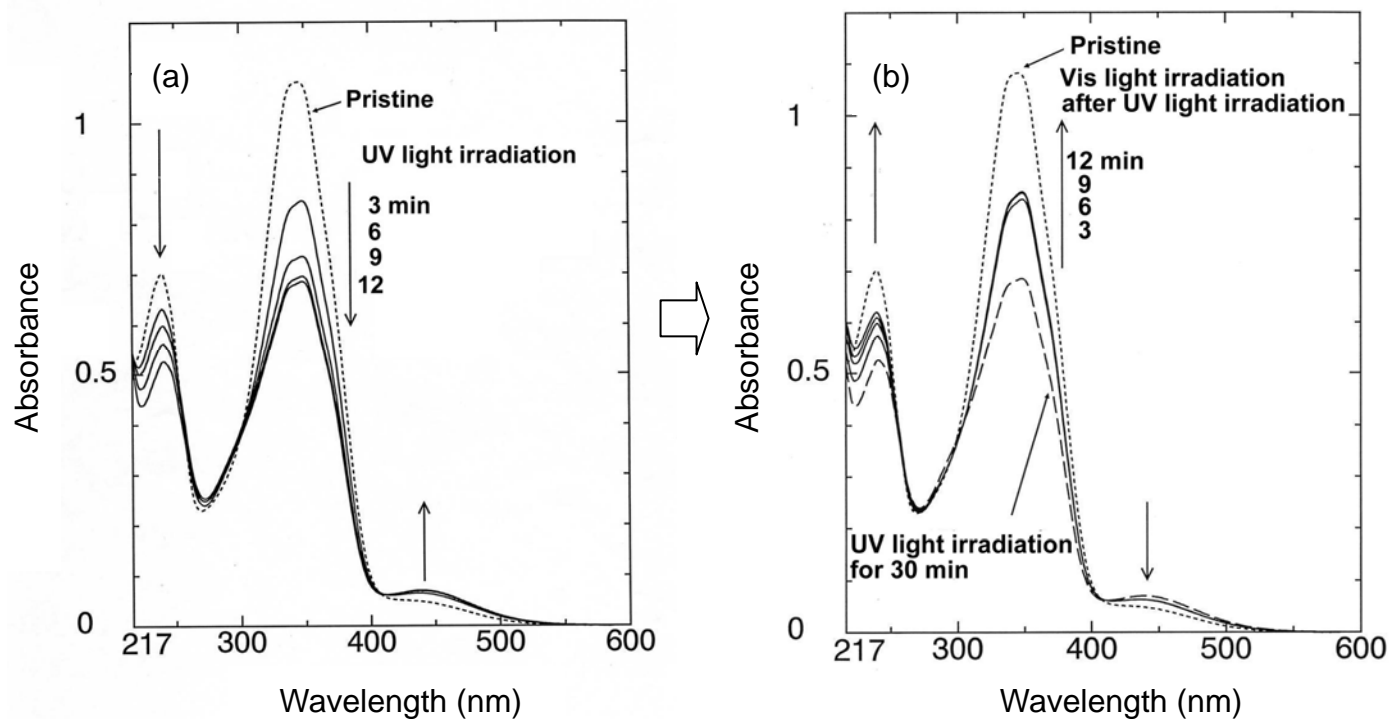 (a)
Pristine
UV light irradiation
3 min
6
9
12
1
0.5
0
Absorbance
217 300 400 500 600
Wavelength (nm)
(b)
Pristine
Vis light irradiation
after UV light irradiation
12 min
9
6
3
1
0.5
0
Absorbance
UV light irradiation
for 30 min
217 300 400 500 600
Wavelength (nm)